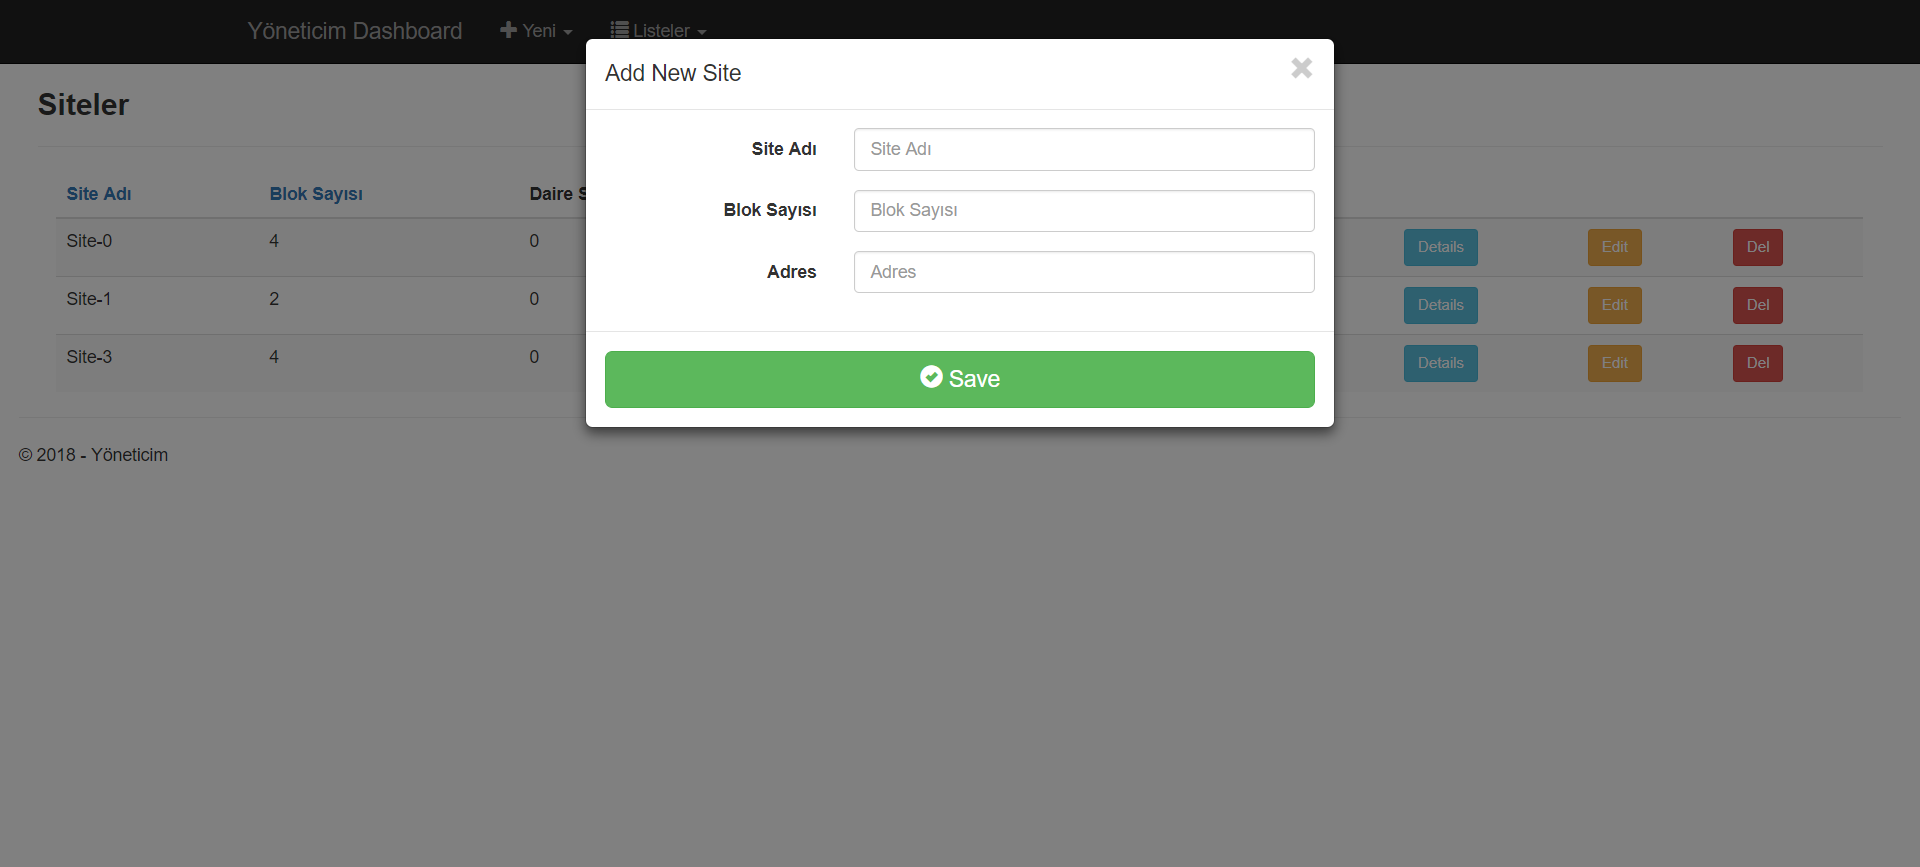 Yöneticim Dashboard Yeni Listeler
Add New Site
Siteler
Site Adı Site Adı
Blok Sayısı Blok Sayısı
Adres Adres
Save
Site Adı Blok Sayısı Daire
Site-0 4 0 Details Edit Del
Site-1 2 0 Details Edit Del
Site-3 4 0 Details Edit Del
© 2018 - Yöneticim